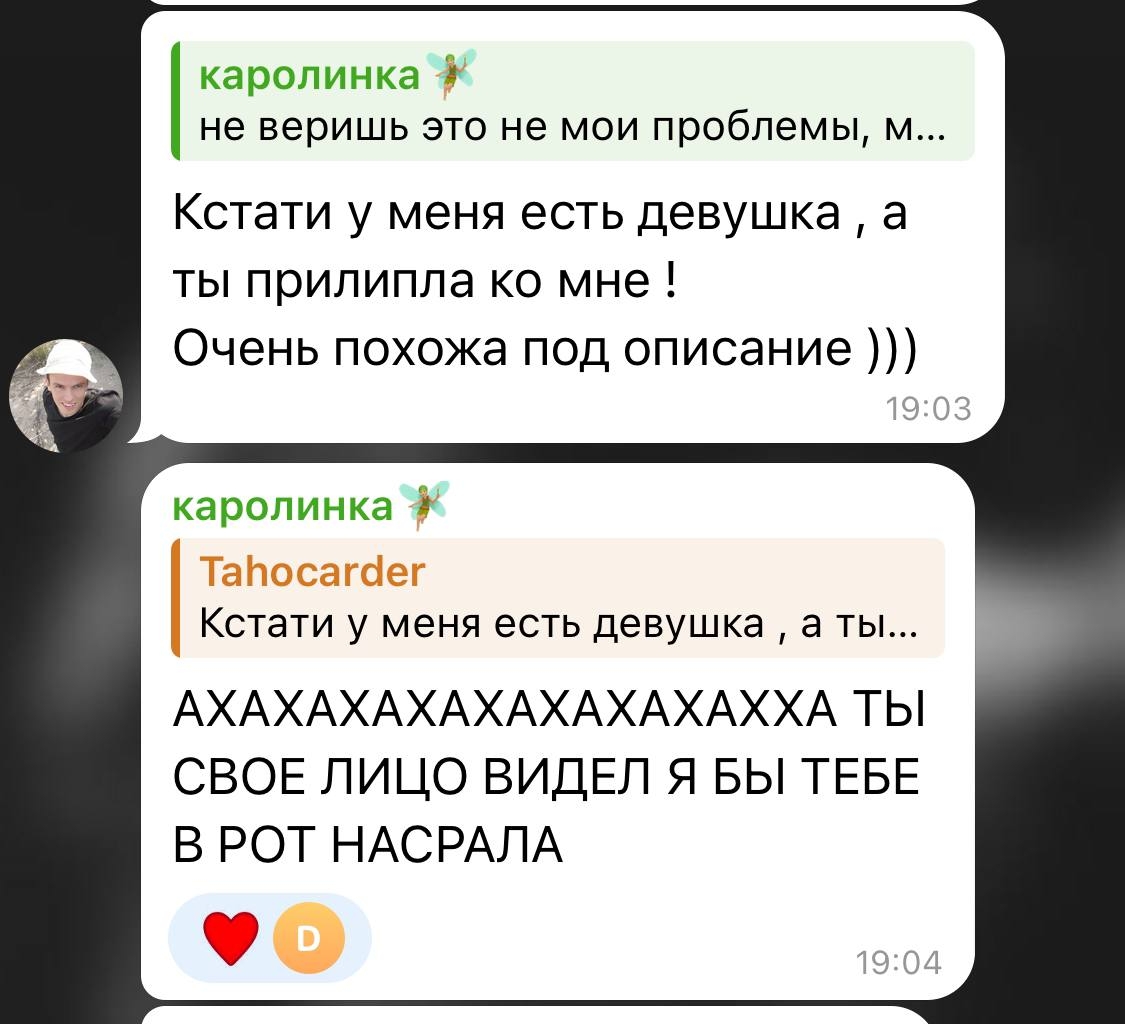 каролинка🧚
не веришь это не мои проблемы, м...
Кстати у меня есть девушка , а
ты прилипла ко мне !
Очень похожа под описание )))
19:03
каролинка🧚
Tahocarder
Кстати у меня есть девушка , а ты...
АХАХАХАХАХАХАХАХАХАХХА ТЫ
СВОЕ ЛИЦО ВИДЕЛ Я БЫ ТЕБЕ
В РОТ НАСРАЛА
❤️ D
19:04